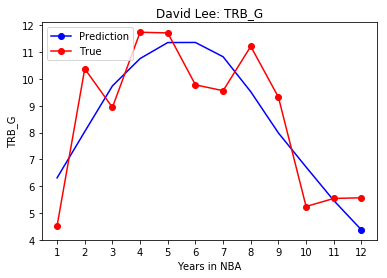 David Lee: TRB_G
Prediction
True
12
11
10
9
8
7
6
5
4
TRB_G
1 2 3 4 5 6 7 8 9 10 11 12
Years in NBA